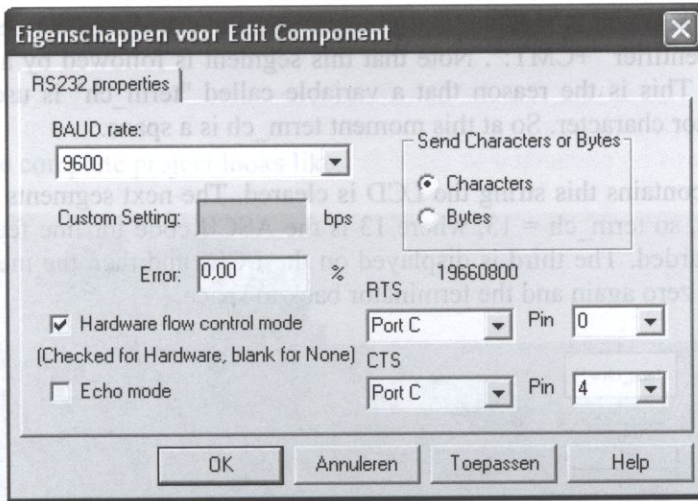 Eigenschappen voor Edit Component
RS232 properties
BAUD rate:
9600
Send Characters or Bytes
Characters
Bytes
Custom Setting: bps
Error: 0,00 % 19660800
RTS
Hardware flow control mode
Port C Pin 0
(Checked for Hardware, blank for None)
CTS
Echo mode
Port C Pin 4
OK Annuleren Toepassen Help